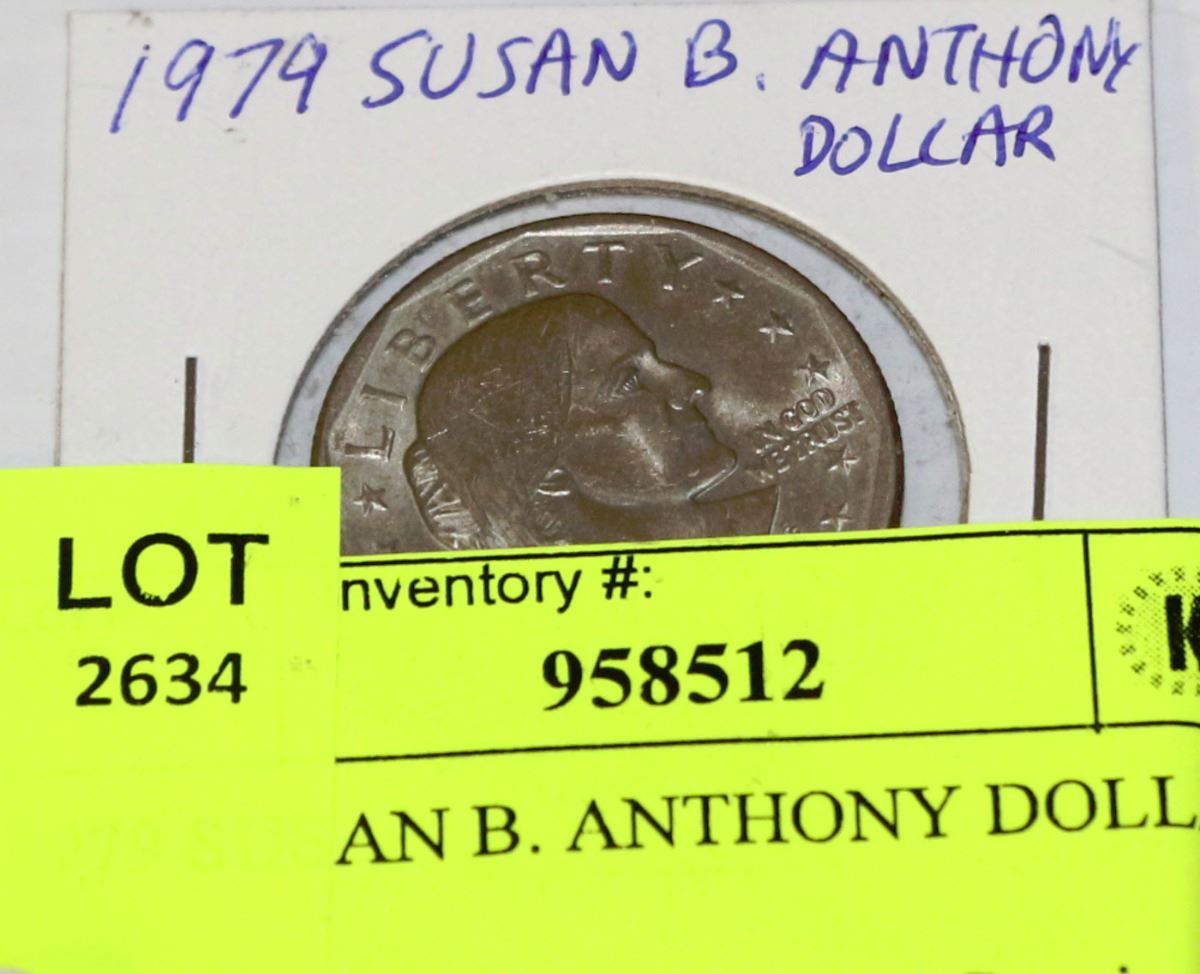 1979 SUSAN B. ANTHONY
DOLLAR
LIBERTY
IN GOD
WE TRUST
LOT
2634
nventory #:
958512
K
AN B. ANTHONY DOLL